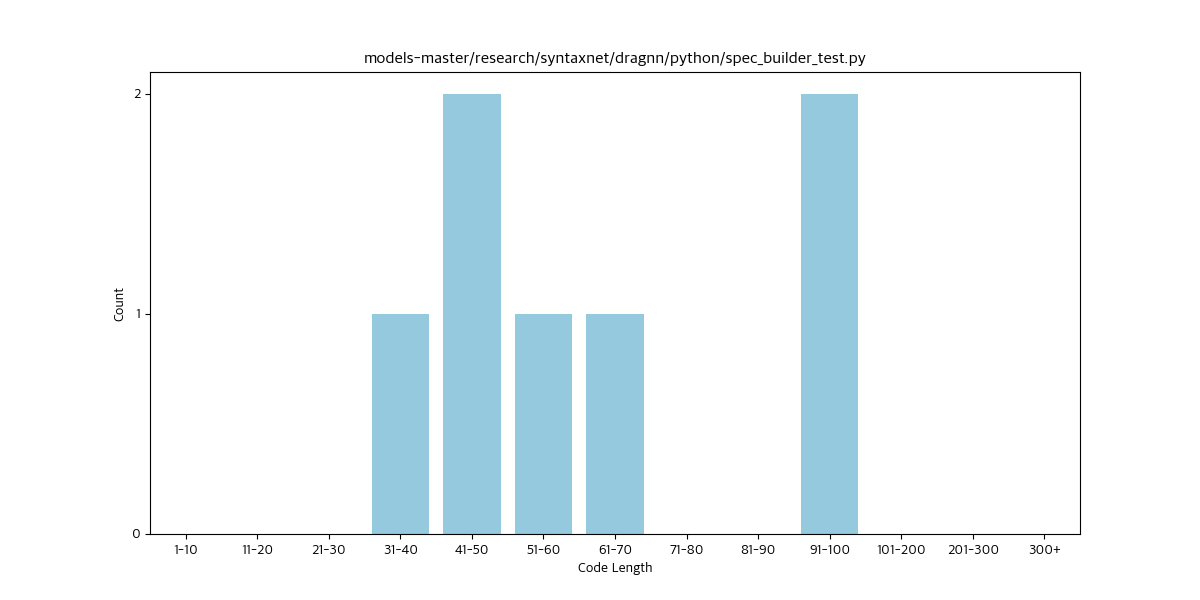 models-master/research/syntaxnet/dragnn/python/spec_builder_test.py
2
1
0
Count
1-10 11-20 21-30 31-40 41-50 51-60 61-70 71-80 81-90 91-100 101-200 201-300 300+
Code Length